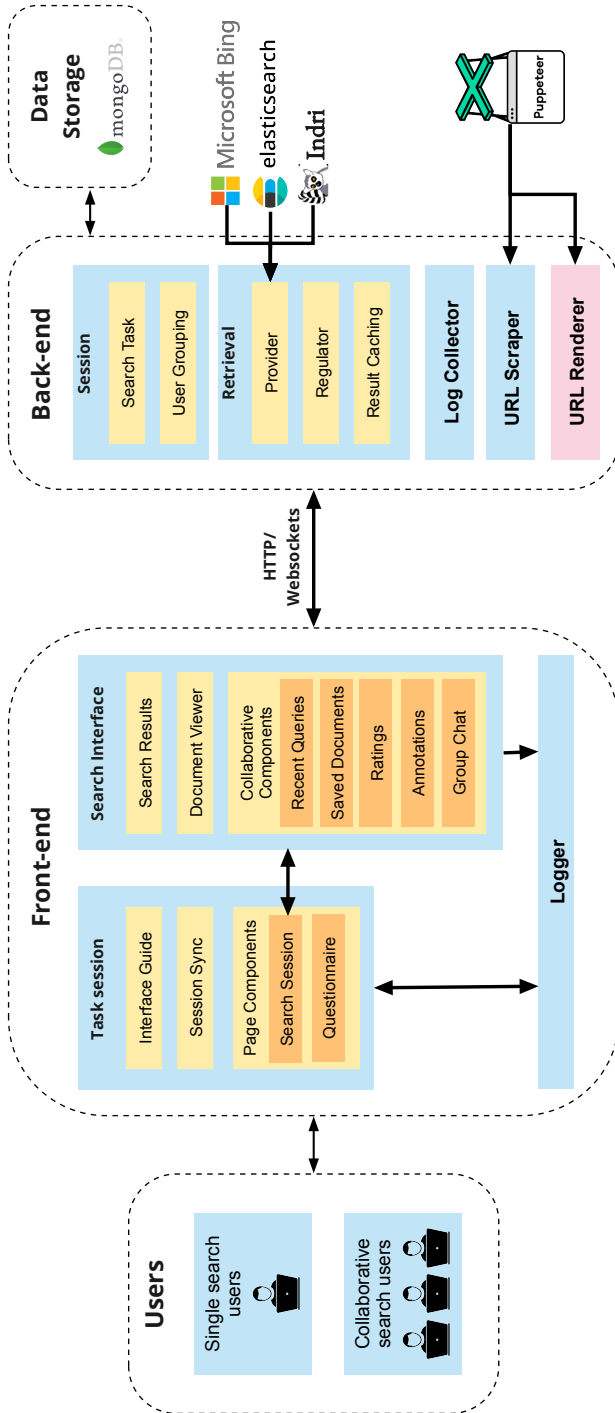 Users
Single search
users
Collaborative
search users
Front-end
Task session
Interface Guide
Session Sync
Page Components
Search Session
Questionnaire
Search Interface
Search Results
Document Viewer
Collaborative
Components
Recent Queries
Saved Documents
Ratings
Annotations
Group Chat
Logger
HTTP/
Websockets
Back-end
Session
Search Task
User Grouping
Retrieval
Provider
Regulator
Result Caching
Log Collector
URL Scraper
URL Renderer
Data
Storage
mongoDB.
Microsoft Bing
elasticsearch
Indri
Puppeteer